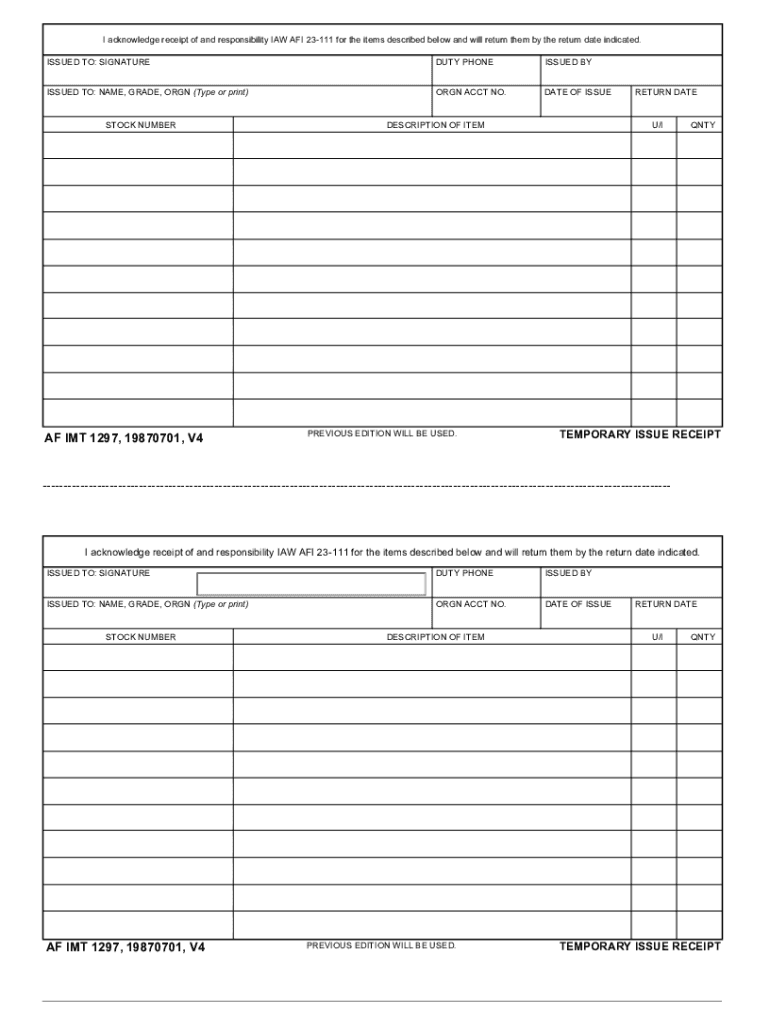 I acknowledge receipt of and responsibility IAW AFI 23-111 for the items described below and will return them by the return date indicated.
ISSUED TO: SIGNATURE DUTY PHONE ISSUED BY
ISSUED TO: NAME, GRADE, ORGN (Type or print) ORGN ACCT NO. DATE OF ISSUE RETURN DATE
STOCK NUMBER DESCRIPTION OF ITEM U/I QNTY
AF IMT 1297, 19870701, V4 PREVIOUS EDITION WILL BE USED. TEMPORARY ISSUE RECEIPT
I acknowledge receipt of and responsibility IAW AFI 23-111 for the items described below and will return them by the return date indicated.
ISSUED TO: SIGNATURE DUTY PHONE ISSUED BY
ISSUED TO: NAME, GRADE, ORGN (Type or print) ORGN ACCT NO. DATE OF ISSUE RETURN DATE
STOCK NUMBER DESCRIPTION OF ITEM U/I QNTY
AF IMT 1297, 19870701, V4 PREVIOUS EDITION WILL BE USED. TEMPORARY ISSUE RECEIPT